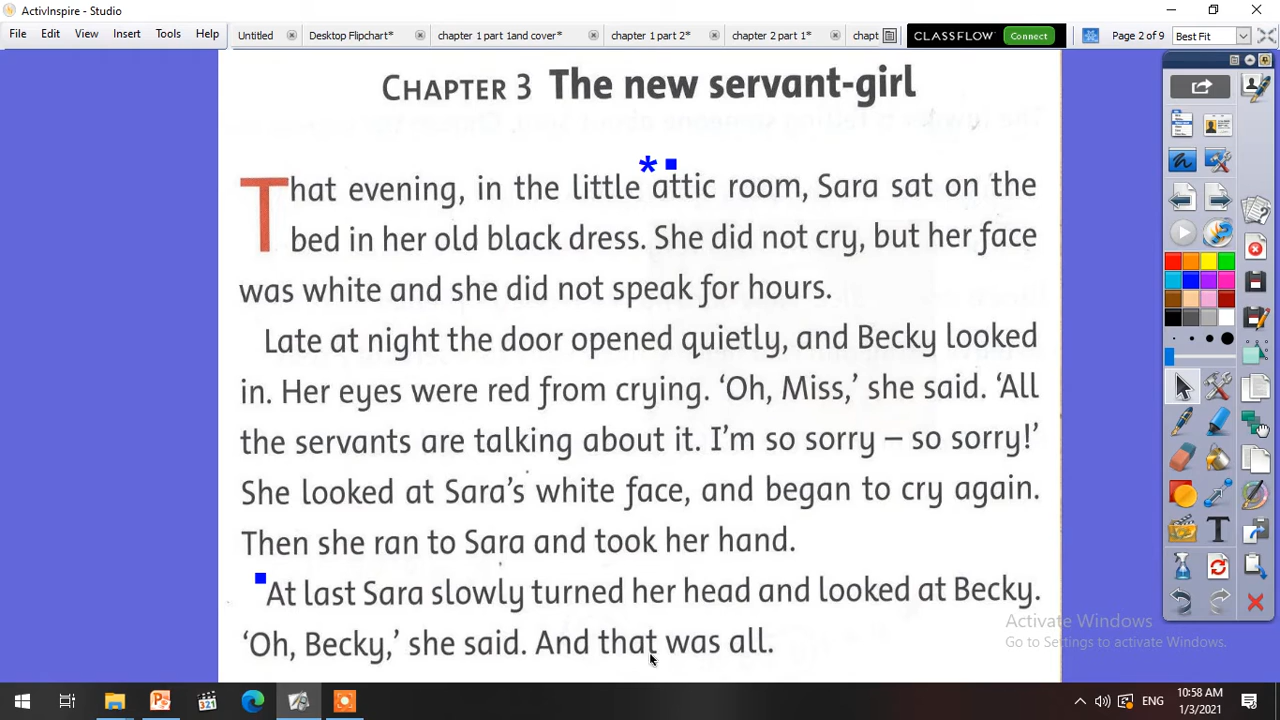 ActivInspire - Studio
File Edit View Insert Tools Help
Untitled Desktop Flipchart* chapter 1 part 1and cover* chapter 1 part 2* chapter 2 part 1* chapt CLASSFLOW Connect Page 2 of 9 Best Fit
CHAPTER 3 The new servant-girl
* ▪
That evening, in the little attic room, Sara sat on the
bed in her old black dress. She did not cry, but her face
was white and she did not speak for hours.
Late at night the door opened quietly, and Becky looked
in. Her eyes were red from crying. ‘Oh, Miss,’ she said. ‘All
the servants are talking about it. I’m so sorry – so sorry!’
She looked at Sara’s white face, and began to cry again.
Then she ran to Sara and took her hand.
▪ At last Sara slowly turned her head and looked at Becky.
‘Oh, Becky,’ she said. And that was all.
Activate Windows
Go to Settings to activate Windows.
321
ENG
10:58 AM
1/3/2021